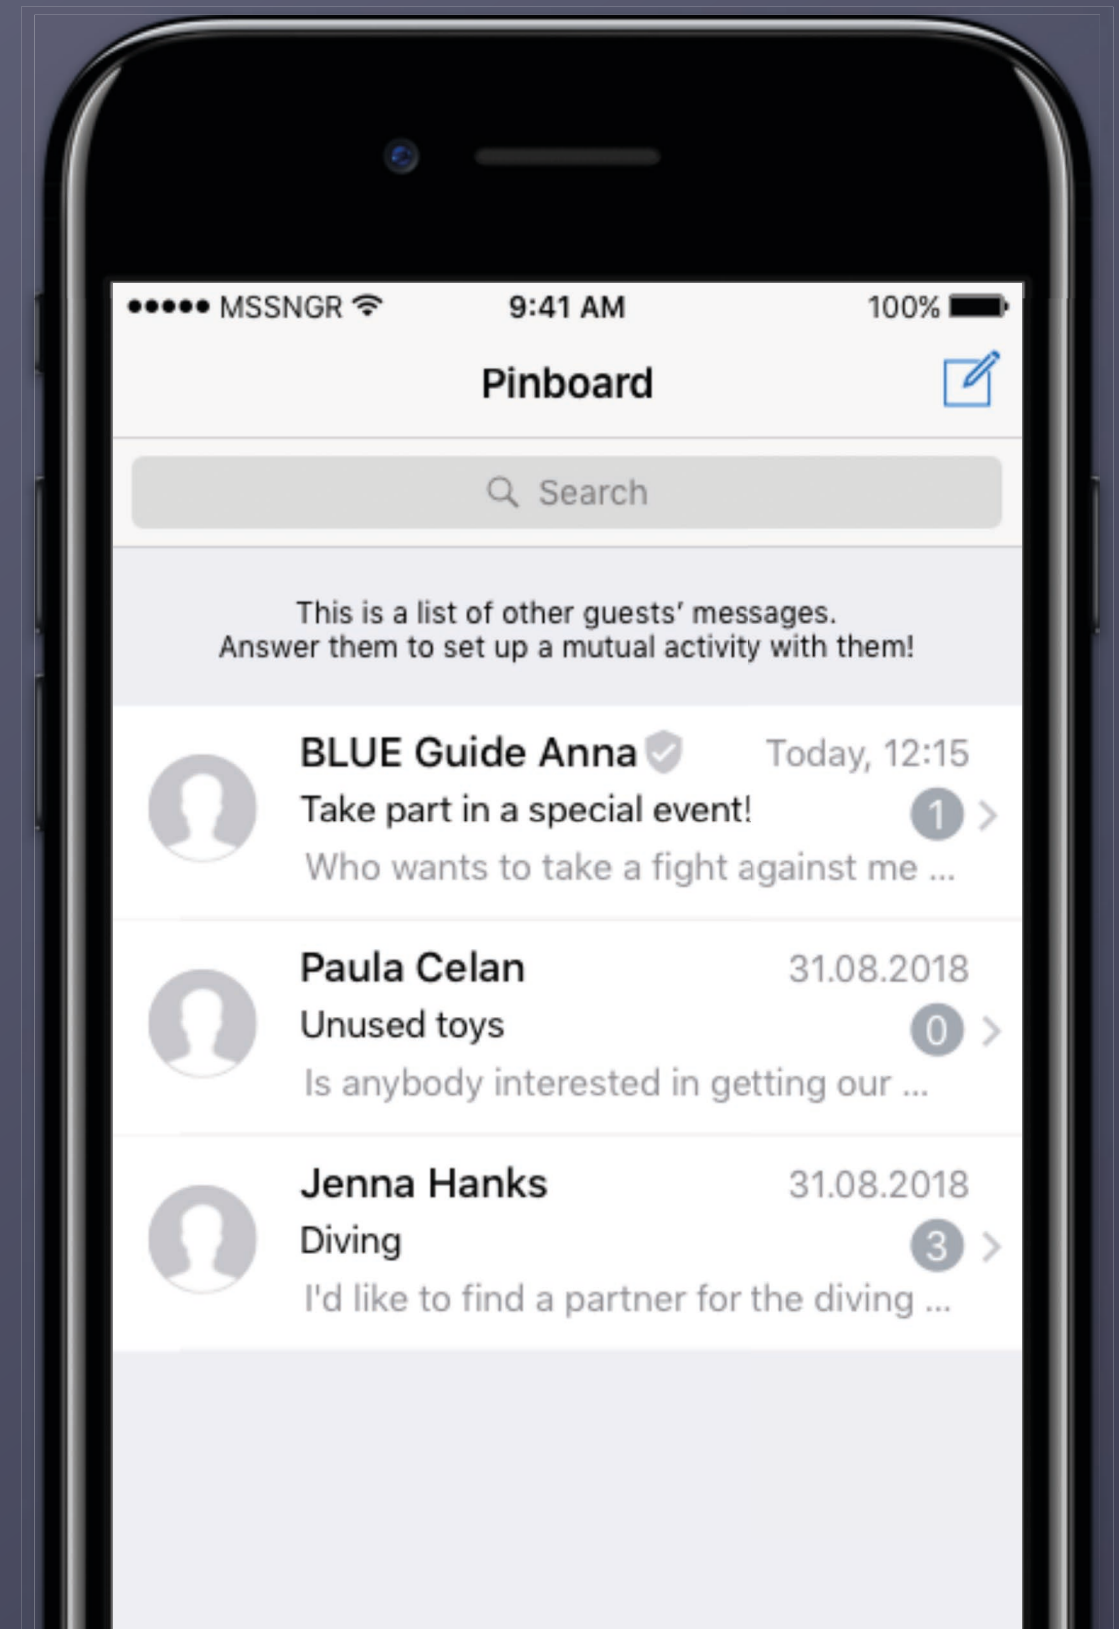 MSSNGR 9:41 AM 100%
Pinboard
Search
This is a list of other guests’ messages.
Answer them to set up a mutual activity with them!
BLUE Guide Anna Today, 12:15
Take part in a special event! 1
Who wants to take a fight against me ...
Paula Celan 31.08.2018
Unused toys 0
Is anybody interested in getting our ...
Jenna Hanks 31.08.2018
Diving 3
I'd like to find a partner for the diving ...